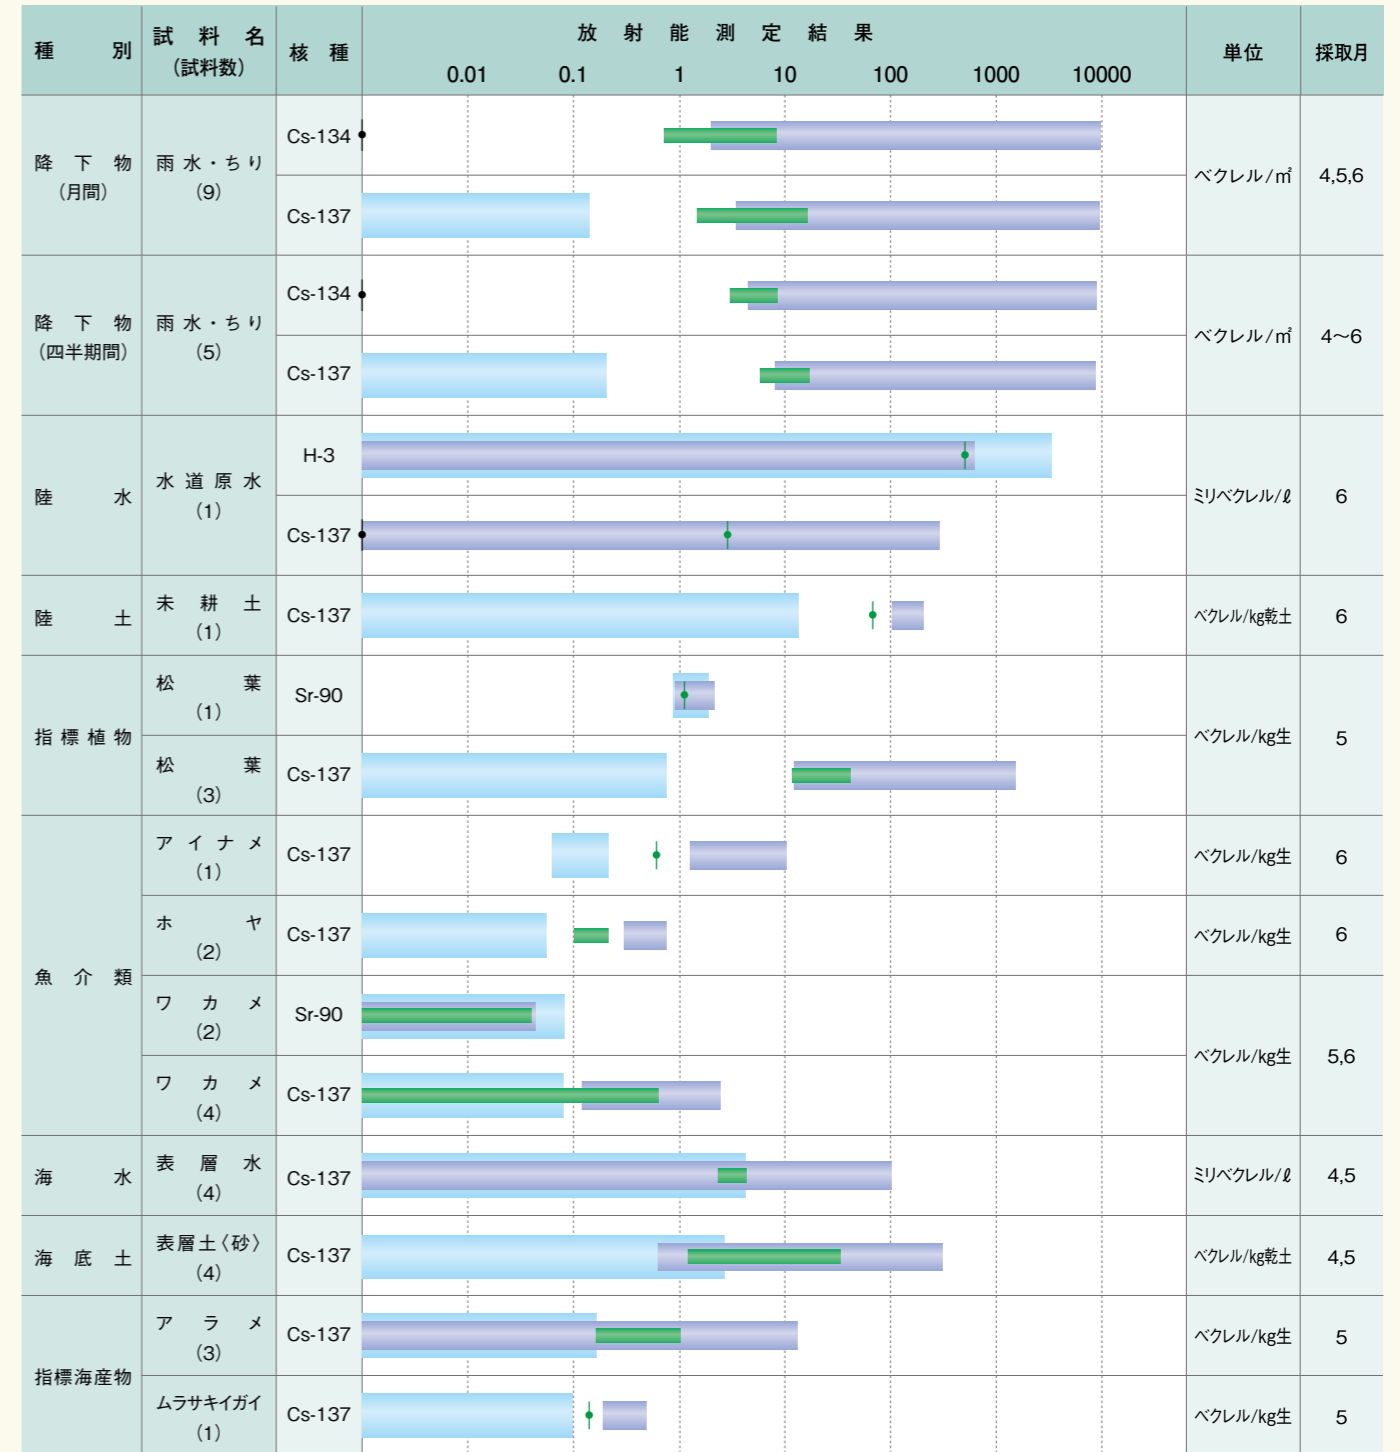 種別 試料名 (試料数) 核種 放射能測定結果 単位 採取月
0.01 0.1 1 10 100 1000 10000
降下物 (月間) 雨水・ちり (9) Cs-134 ベクレル/㎡ 4,5,6
Cs-137
降下物 (四半期間) 雨水・ちり (5) Cs-134 ベクレル/㎡ 4～6
Cs-137
陸水 水道原水 (1) H-3 ミリベクレル/ℓ 6
Cs-137
陸土 未耕土 (1) Cs-137 ベクレル/㎏乾土 6
指標植物 松葉 (1) Sr-90 ベクレル/㎏生 5
松葉 (3) Cs-137
魚介類 アイナメ (1) Cs-137 ベクレル/㎏生 6
ホヤ (2) Cs-137 ベクレル/㎏生 6
ワカメ (2) Sr-90 ベクレル/㎏生 5,6
ワカメ (4) Cs-137
海水 表層水 (4) Cs-137 ミリベクレル/ℓ 4,5
海底土 表層土〈砂〉 (4) Cs-137 ベクレル/㎏乾土 4,5
指標海産物 アラメ (3) Cs-137 ベクレル/㎏生 5
ムラサキイガイ (1) Cs-137 ベクレル/㎏生 5